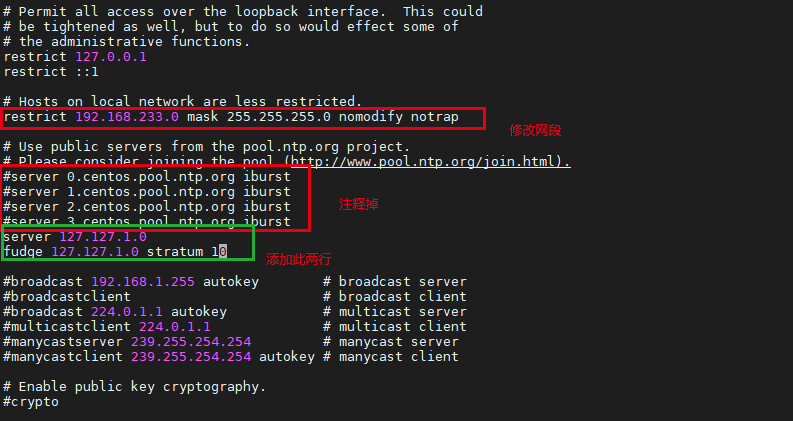 # Permit all access over the loopback interface.  This could
# be tightened as well, but to do so would effect some of
# the administrative functions.
restrict 127.0.0.1
restrict ::1
# Hosts on local network are less restricted.
restrict 192.168.233.0 mask 255.255.255.0 nomodify notrap
修改网段
# Use public servers from the pool.ntp.org project.
# Please consider joining the pool (http://www.pool.ntp.org/join.html).
#server 0.centos.pool.ntp.org iburst
#server 1.centos.pool.ntp.org iburst
#server 2.centos.pool.ntp.org iburst
#server 3.centos.pool.ntp.org iburst
注释掉
server 127.127.1.0
fudge 127.127.1.0 stratum 10
添加此两行
#broadcast 192.168.1.255 autokey        # broadcast server
#broadcastclient                        # broadcast client
#broadcast 224.0.1.1 autokey            # multicast server
#multicastclient 224.0.1.1              # multicast client
#manycastserver 239.255.254.254         # manycast server
#manycastclient 239.255.254.254 autokey # manycast client
# Enable public key cryptography.
#crypto